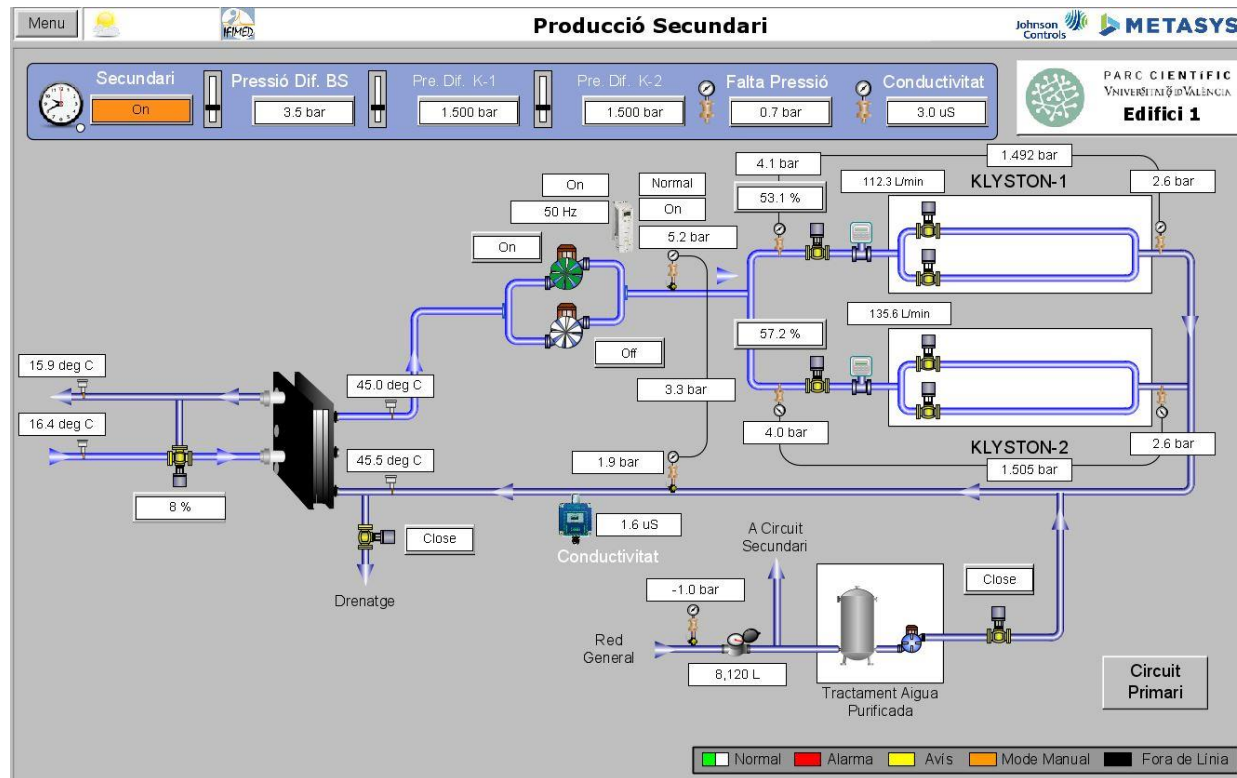 Menu
IFIMED
Producció Secundari
Johnson Controls
METASYS
Secundari
On
Pressió Dif. BS
3.5 bar
Pre. Dif. K-1
1.500 bar
Pre. Dif. K-2
1.500 bar
Falta Pressió
0.7 bar
Conductivitat
3.0 uS
PARC CIENTÍFIC
VNIVERSITATǾDVALÈNCIA
Edifici 1
On
50 Hz
Normal
On
5.2 bar
4.1 bar
53.1 %
1.492 bar
112.3 L/min
KLYSTON-1
2.6 bar
On
Off
57.2 %
135.6 L/min
3.3 bar
15.9 deg C
16.4 deg C
45.0 deg C
45.5 deg C
8 %
4.0 bar
KLYSTON-2
1.505 bar
2.6 bar
1.9 bar
Close
Drenatge
1.6 uS
Conductivitat
A Circuit
Secundari
-1.0 bar
Red
General
8,120 L
Tractament Aigua
Purificada
Close
Circuit
Primari
Normal
Alarma
Avís
Mode Manual
Fora de Línia